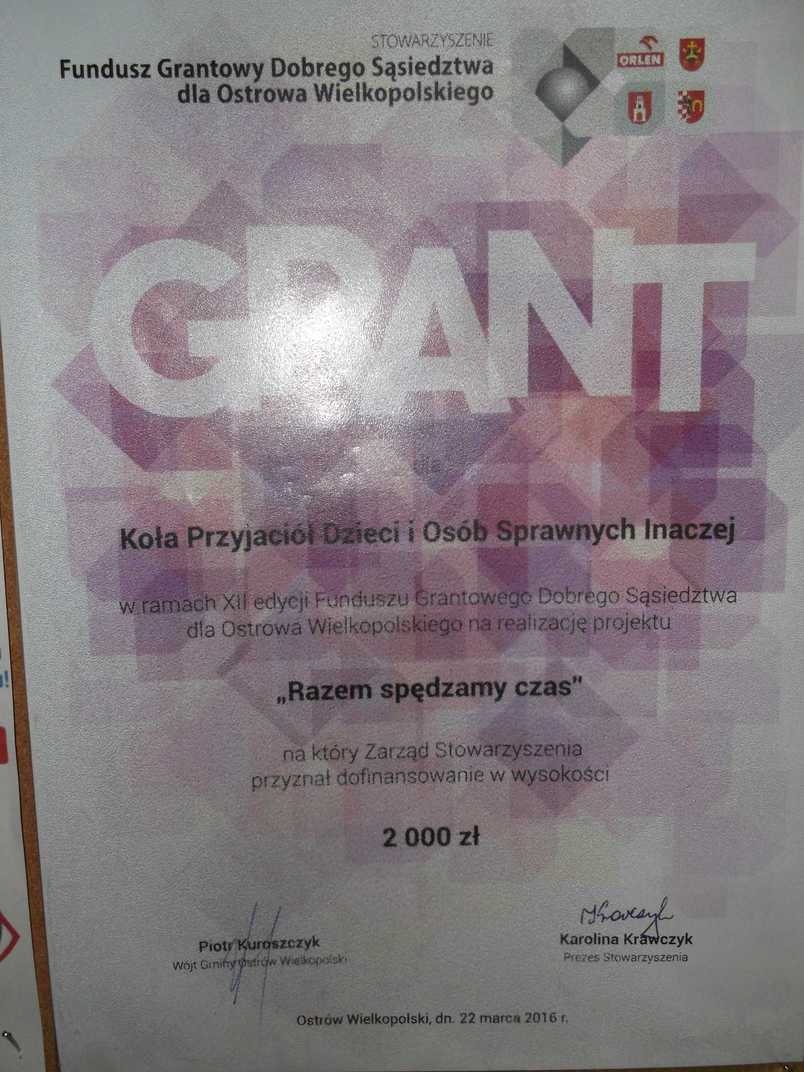 STOWARZYSZENIE
Fundusz Grantowy Dobrego Sąsiedztwa
dla Ostrowa Wielkopolskiego
ORLEN
GRANT
dla
Koła Przyjaciół Dzieci i Osób Sprawnych Inaczej
w ramach XII edycji Funduszu Grantowego Dobrego Sąsiedztwa
dla Ostrowa Wielkopolskiego na realizację projektu
„Razem spędzamy czas"
na który Zarząd Stowarzyszenia
przyznał dofinansowanie w wysokości
2 000 zł
Piotr Kuroszczyk
Wójt Gminy Ostrów Wielkopolski
Karolina Krawczyk
Prezes Stowarzyszenia
Ostrów Wielkopolski, dn. 22 marca 2016 r.